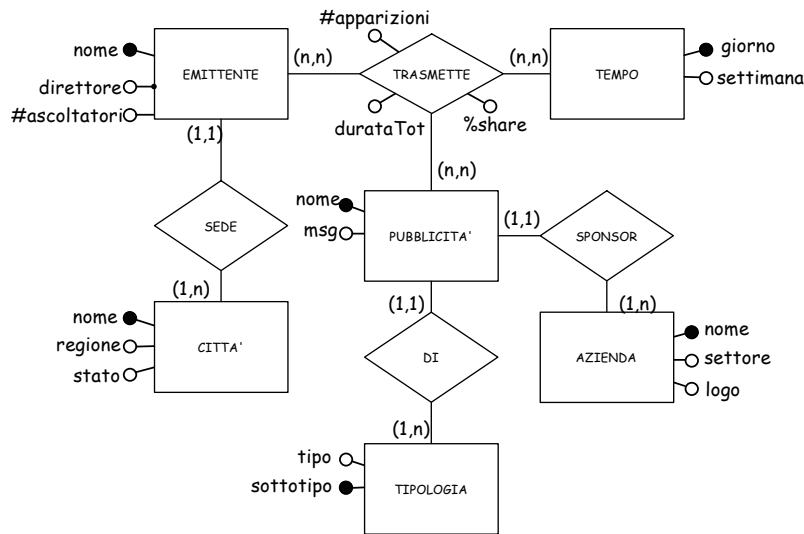 #apparizioni
nome
EMITTENTE
(n,n)
TRASMETTE
(n,n)
TEMPO
giorno
direttore
settimana
#ascoltatori
durataTot
%share
(1,1)
(n,n)
SEDE
nome
msg
PUBBLICITA'
(1,1)
SPONSOR
(1,n)
(1,1)
(1,n)
nome
regione
stato
CITTA'
DI
AZIENDA
nome
settore
logo
(1,n)
tipo
sottotipo
TIPOLOGIA